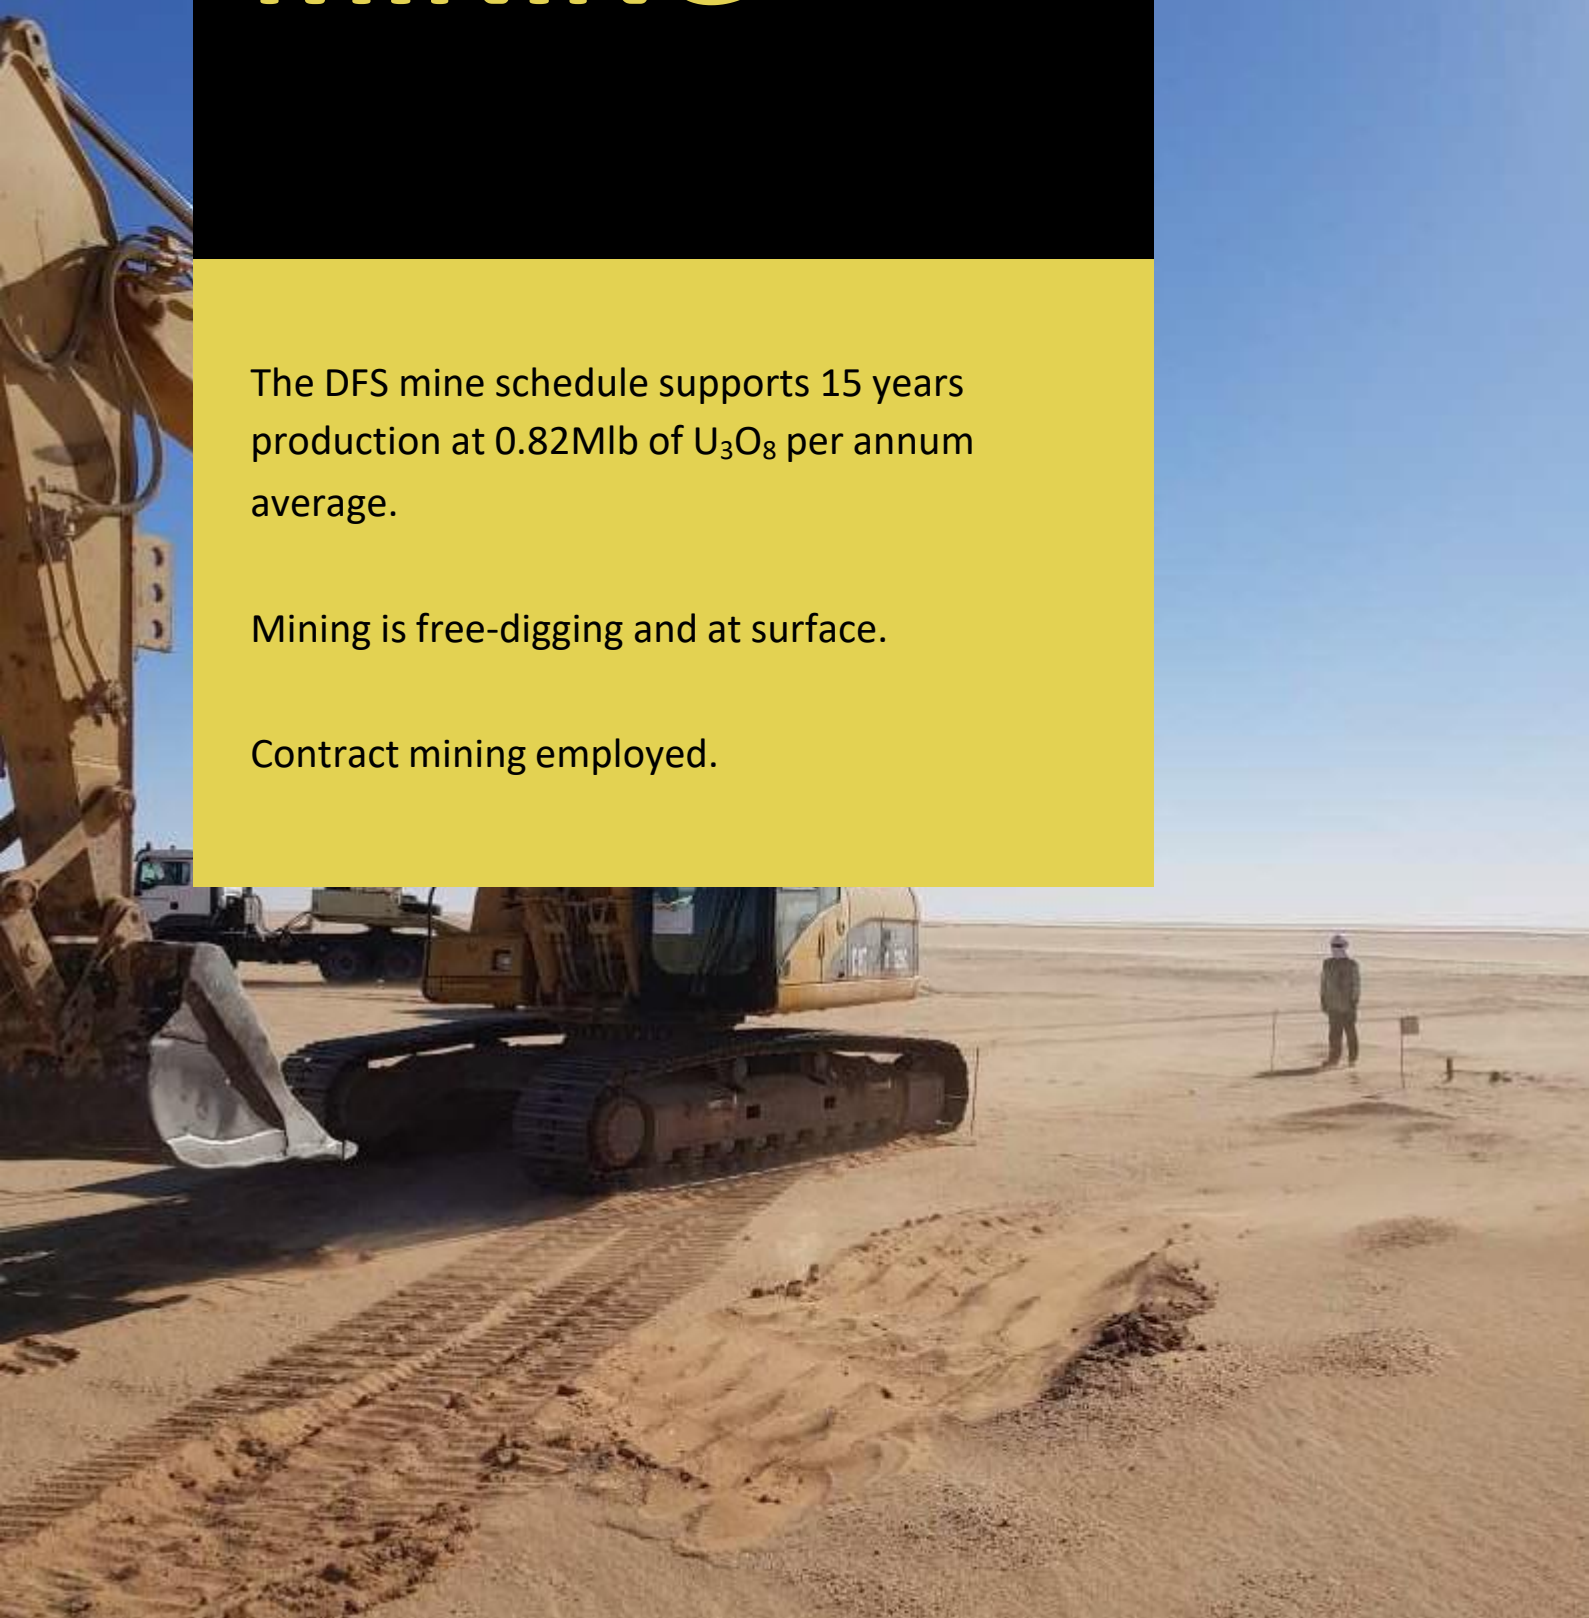 The DFS mine schedule supports 15 years
production at 0.82Mlb of U₃O₈ per annum
average.
Mining is free-digging and at surface.
Contract mining employed.